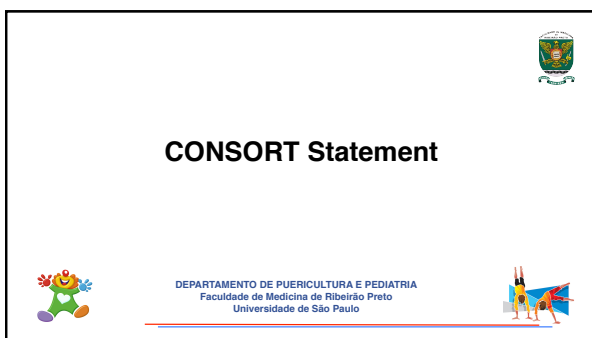 CONSORT Statement
DEPARTAMENTO DE PUERICULTURA E PEDIATRIA
Faculdade de Medicina de Ribeirão Preto
Universidade de São Paulo